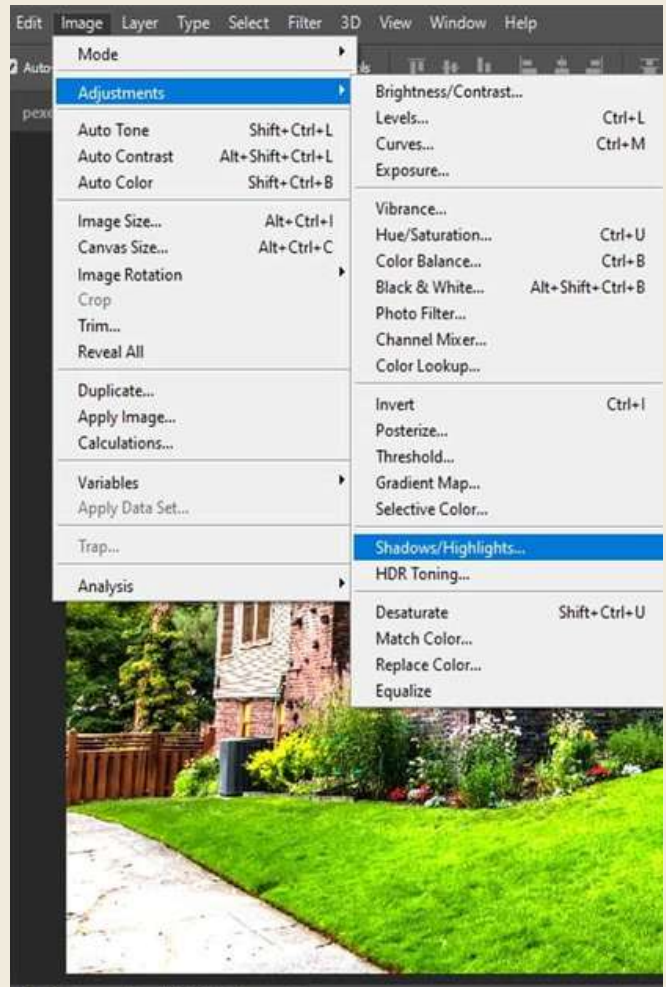 Edit Image Layer Type Select Filter 3D View Window Help
Auto-
pexe
Mode
Adjustments
Auto Tone Shift+Ctrl+L
Auto Contrast Alt+Shift+Ctrl+L
Auto Color Shift+Ctrl+B
Image Size... Alt+Ctrl+I
Canvas Size... Alt+Ctrl+C
Image Rotation
Crop
Trim...
Reveal All
Duplicate...
Apply Image...
Calculations...
Variables
Apply Data Set...
Trap...
Analysis
Brightness/Contrast...
Levels... Ctrl+L
Curves... Ctrl+M
Exposure...
Vibrance...
Hue/Saturation... Ctrl+U
Color Balance... Ctrl+B
Black & White... Alt+Shift+Ctrl+B
Photo Filter...
Channel Mixer...
Color Lookup...
Invert Ctrl+I
Posterize...
Threshold...
Gradient Map...
Selective Color...
Shadows/Highlights...
HDR Toning...
Desaturate Shift+Ctrl+U
Match Color...
Replace Color...
Equalize